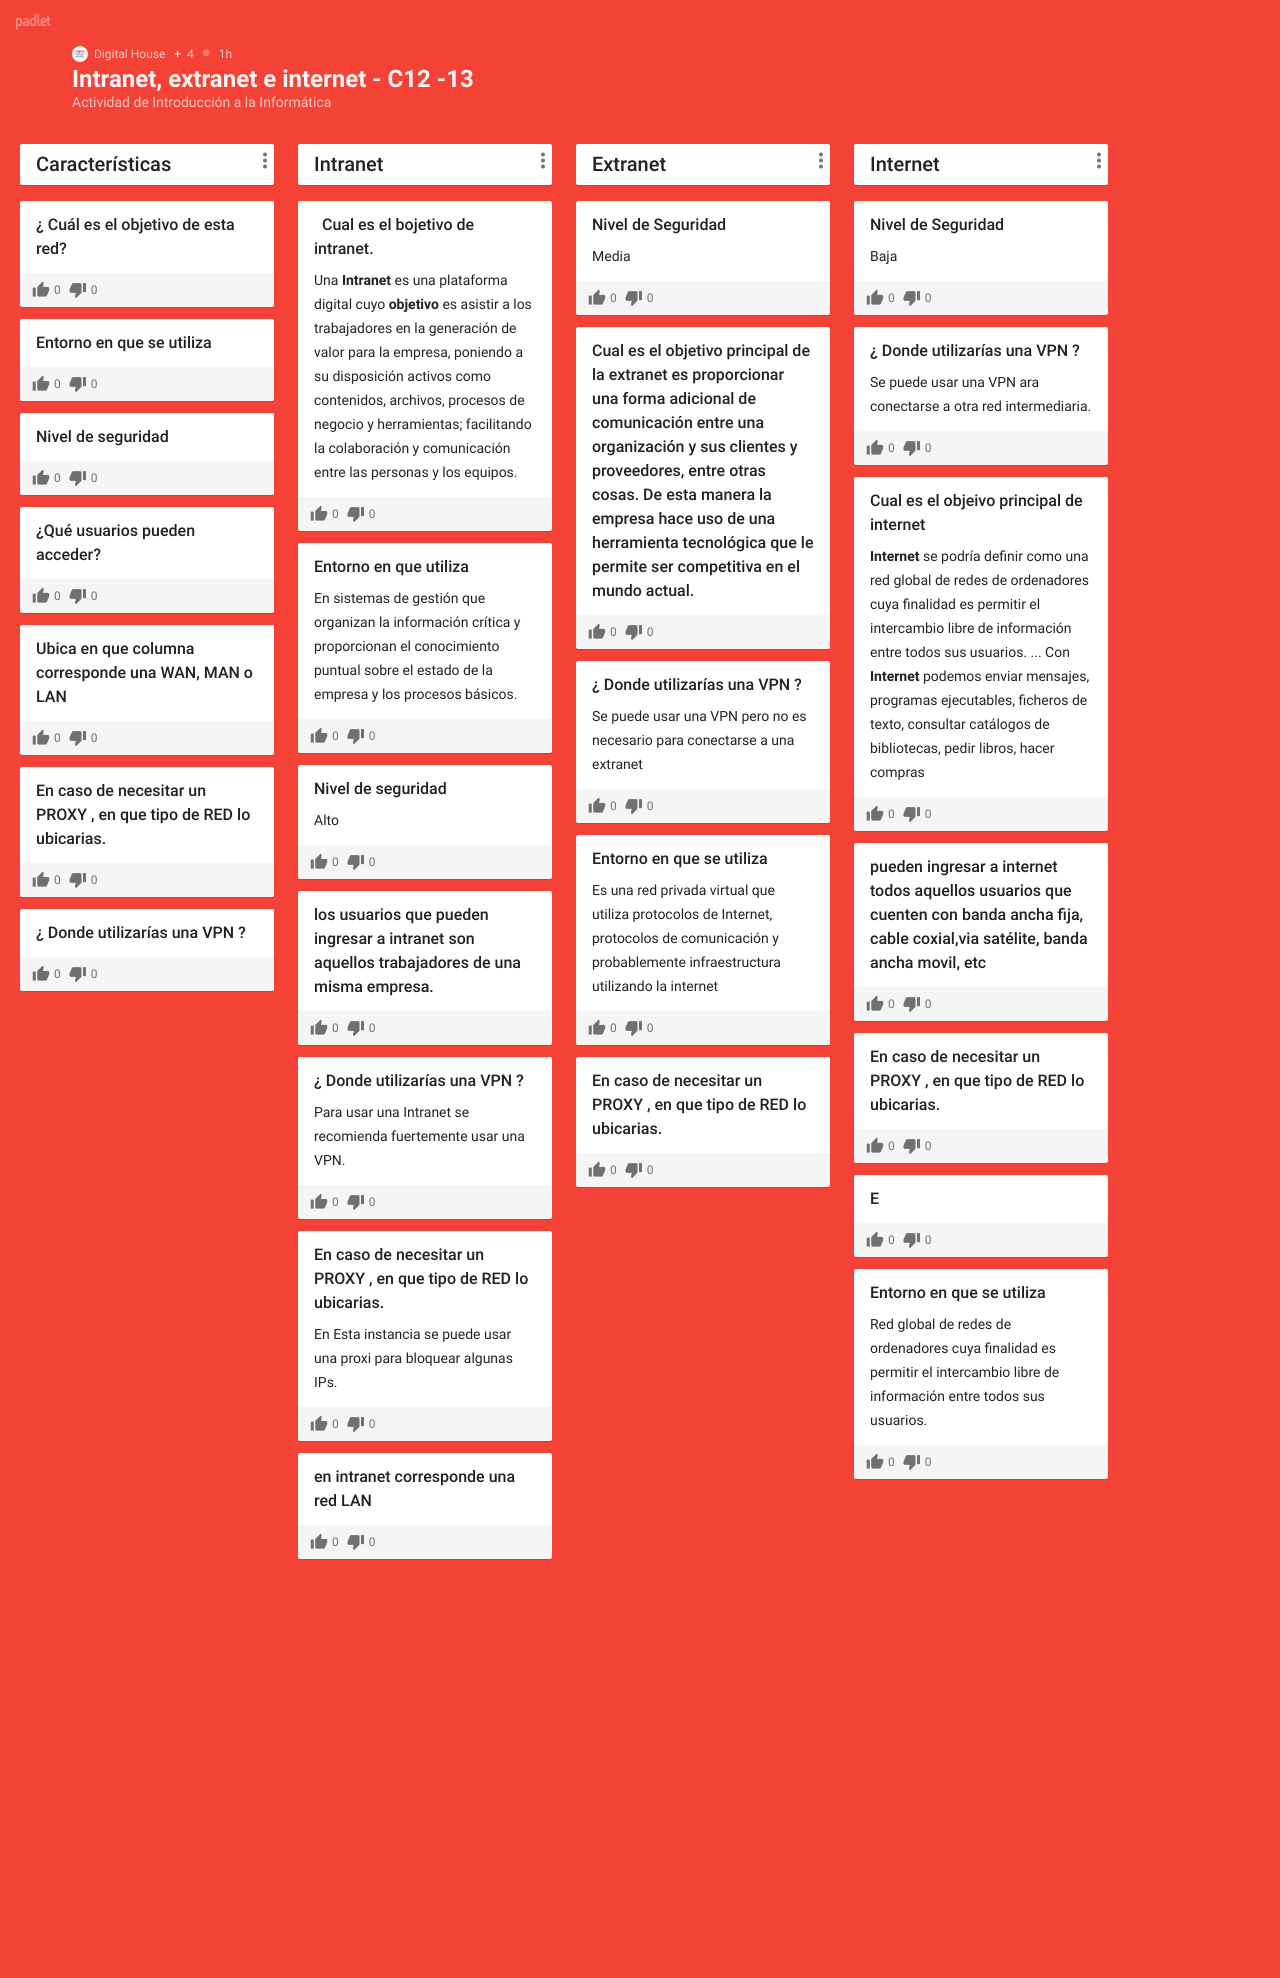 padlet
Digital House + 4 1h
Intranet, extranet e internet - C12 -13
Actividad de Introducción a la Informática
Características
¿ Cuál es el objetivo de esta
red?
0 0
Entorno en que se utiliza
0 0
Nivel de seguridad
0 0
¿Qué usuarios pueden
acceder?
0 0
Ubica en que columna
corresponde una WAN, MAN o
LAN
0 0
En caso de necesitar un
PROXY , en que tipo de RED lo
ubicarias.
0 0
¿ Donde utilizarías una VPN ?
0 0
Intranet
Cual es el bojetivo de
intranet.
Una Intranet es una plataforma
digital cuyo objetivo es asistir a los
trabajadores en la generación de
valor para la empresa, poniendo a
su disposición activos como
contenidos, archivos, procesos de
negocio y herramientas; facilitando
la colaboración y comunicación
entre las personas y los equipos.
0 0
Entorno en que utiliza
En sistemas de gestión que
organizan la información crítica y
proporcionan el conocimiento
puntual sobre el estado de la
empresa y los procesos básicos.
0 0
Nivel de seguridad
Alto
0 0
los usuarios que pueden
ingresar a intranet son
aquellos trabajadores de una
misma empresa.
0 0
¿ Donde utilizarías una VPN ?
Para usar una Intranet se
recomienda fuertemente usar una
VPN.
0 0
En caso de necesitar un
PROXY , en que tipo de RED lo
ubicarias.
En Esta instancia se puede usar
una proxi para bloquear algunas
IPs.
0 0
en intranet corresponde una
red LAN
0 0
Extranet
Nivel de Seguridad
Media
0 0
Cual es el objetivo principal de
la extranet es proporcionar
una forma adicional de
comunicación entre una
organización y sus clientes y
proveedores, entre otras
cosas. De esta manera la
empresa hace uso de una
herramienta tecnológica que le
permite ser competitiva en el
mundo actual.
0 0
¿ Donde utilizarías una VPN ?
Se puede usar una VPN pero no es
necesario para conectarse a una
extranet
0 0
Entorno en que se utiliza
Es una red privada virtual que
utiliza protocolos de Internet,
protocolos de comunicación y
probablemente infraestructura
utilizando la internet
0 0
En caso de necesitar un
PROXY , en que tipo de RED lo
ubicarias.
0 0
Internet
Nivel de Seguridad
Baja
0 0
¿ Donde utilizarías una VPN ?
Se puede usar una VPN ara
conectarse a otra red intermediaria.
0 0
Cual es el objeivo principal de
internet
Internet se podría definir como una
red global de redes de ordenadores
cuya finalidad es permitir el
intercambio libre de información
entre todos sus usuarios. ... Con
Internet podemos enviar mensajes,
programas ejecutables, ficheros de
texto, consultar catálogos de
bibliotecas, pedir libros, hacer
compras
0 0
pueden ingresar a internet
todos aquellos usuarios que
cuenten con banda ancha fija,
cable coxial,via satélite, banda
ancha movil, etc
0 0
En caso de necesitar un
PROXY , en que tipo de RED lo
ubicarias.
0 0
E
0 0
Entorno en que se utiliza
Red global de redes de
ordenadores cuya finalidad es
permitir el intercambio libre de
información entre todos sus
usuarios.
0 0